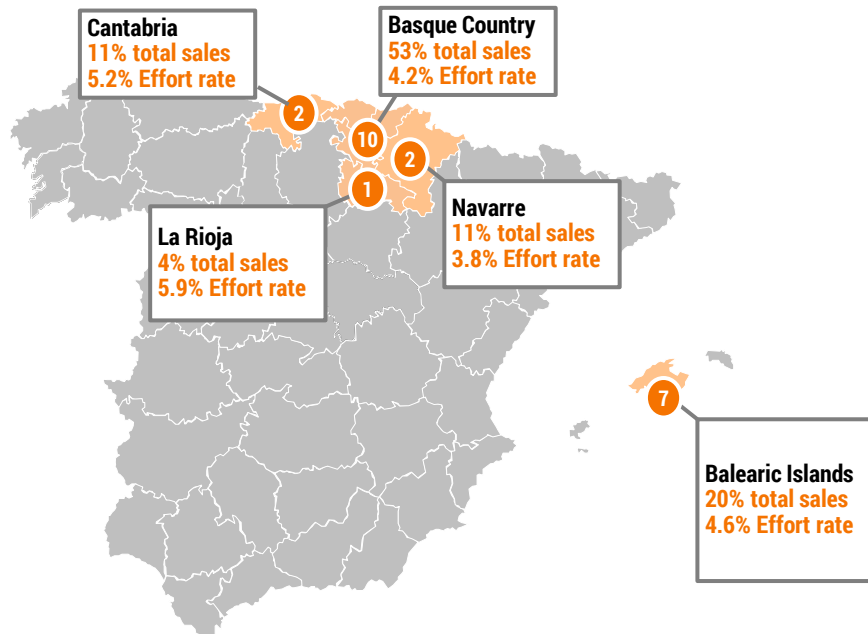 Cantabria
11% total sales
5.2% Effort rate
Basque Country
53% total sales
4.2% Effort rate
2
10
2
1
La Rioja
4% total sales
5.9% Effort rate
Navarre
11% total sales
3.8% Effort rate
7
Balearic Islands
20% total sales
4.6% Effort rate